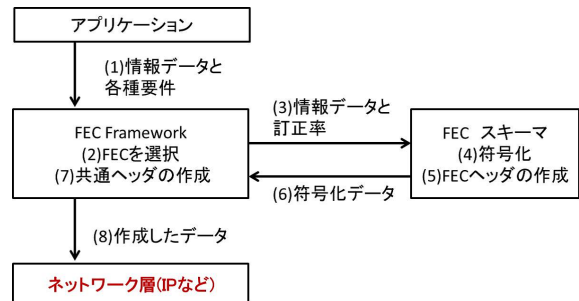 アプリケーション
(1)情報データと
各種要件
FEC Framework
(2)FECを選択
(7)共通ヘッダの作成
(3)情報データと
訂正率
FEC スキーマ
(4)符号化
(5)FECヘッダの作成
(6)符号化データ
(8)作成したデータ
ネットワーク層(IPなど)